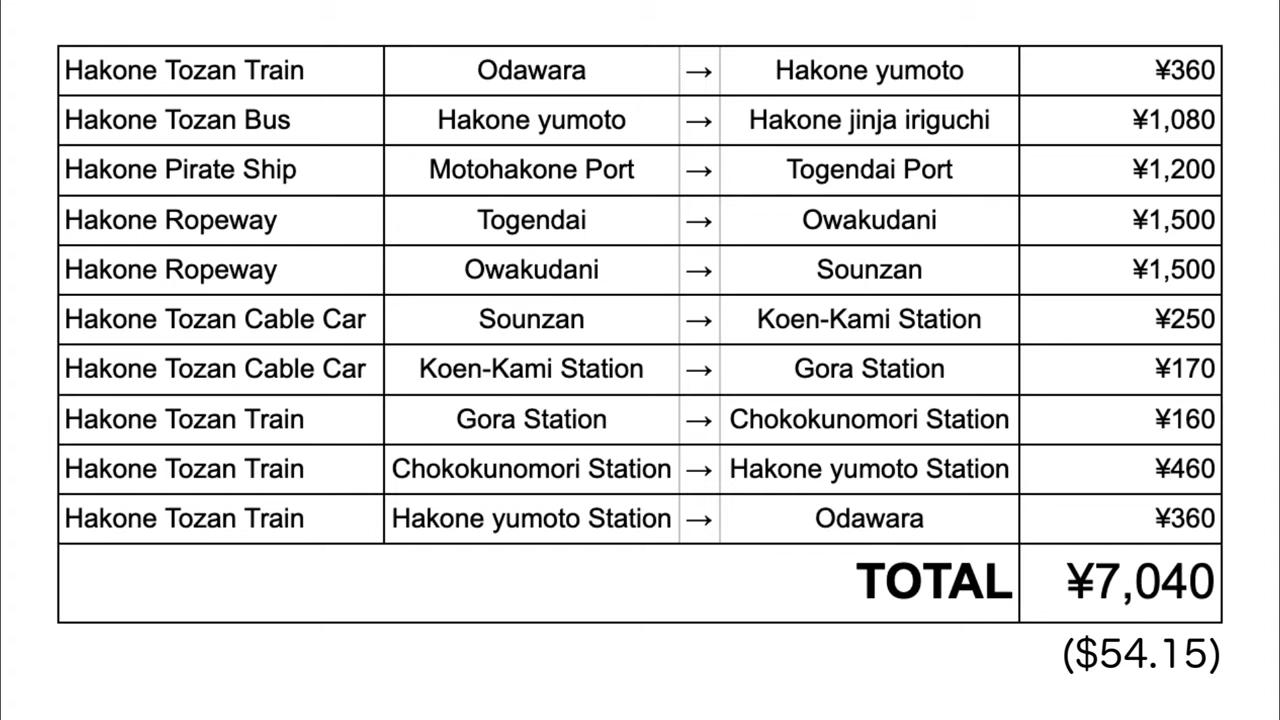 Hakone Tozan Train Odawara → Hakone yumoto ¥360
Hakone Tozan Bus Hakone yumoto → Hakone jinja iriguchi ¥1,080
Hakone Pirate Ship Motohakone Port → Togendai Port ¥1,200
Hakone Ropeway Togendai → Owakudani ¥1,500
Hakone Ropeway Owakudani → Sounzan ¥1,500
Hakone Tozan Cable Car Sounzan → Koen-Kami Station ¥250
Hakone Tozan Cable Car Koen-Kami Station → Gora Station ¥170
Hakone Tozan Train Gora Station → Chokokunomori Station ¥160
Hakone Tozan Train Chokokunomori Station → Hakone yumoto Station ¥460
Hakone Tozan Train Hakone yumoto Station → Odawara ¥360
TOTAL ¥7,040
($54.15)